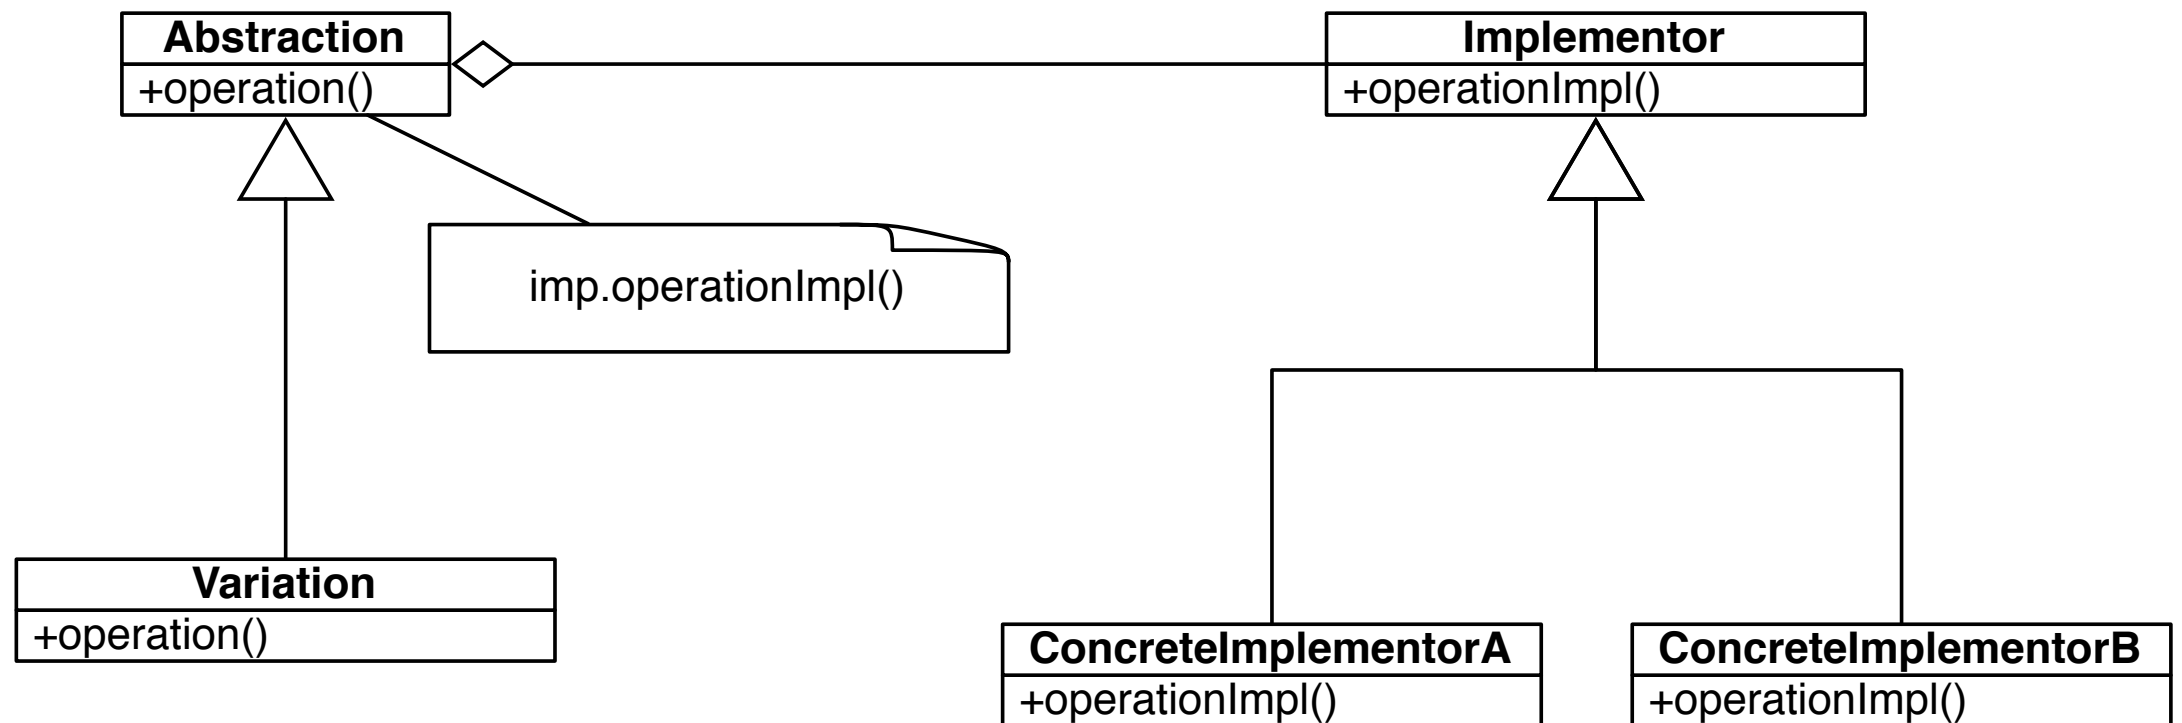 Abstraction
+operation()
Implementor
+operationImpl()
imp.operationImpl()
Variation
+operation()
ConcreteImplementorA
+operationImpl()
ConcreteImplementorB
+operationImpl()